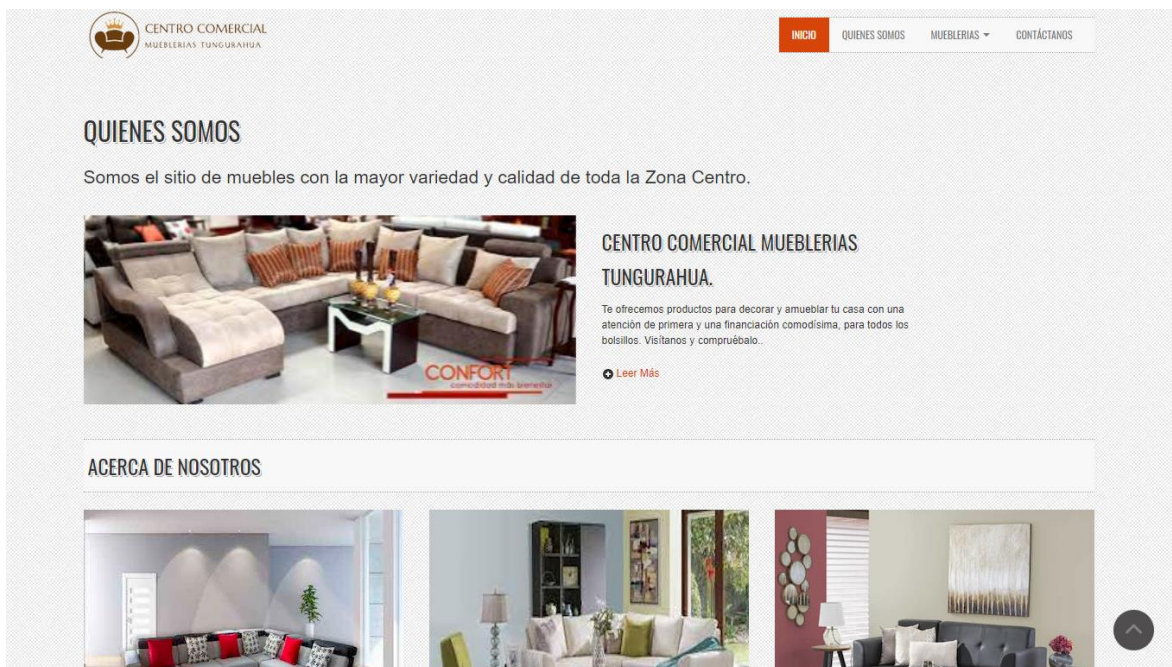 CENTRO COMERCIAL
MUEBLERIAS TUNGURAHUA
INICIO
QUIENES SOMOS
MUEBLERIAS
CONTÁCTANOS
QUIENES SOMOS
Somos el sitio de muebles con la mayor variedad y calidad de toda la Zona Centro.
CENTRO COMERCIAL MUEBLERIAS
TUNGURAHUA.
Te ofrecemos productos para decorar y amueblar tu casa con una
atención de primera y una financiación comodísima, para todos los
bolsillos. Visítanos y compruébalo..
Leer Más
CONFORT
comodidad más bienestar
ACERCA DE NOSOTROS